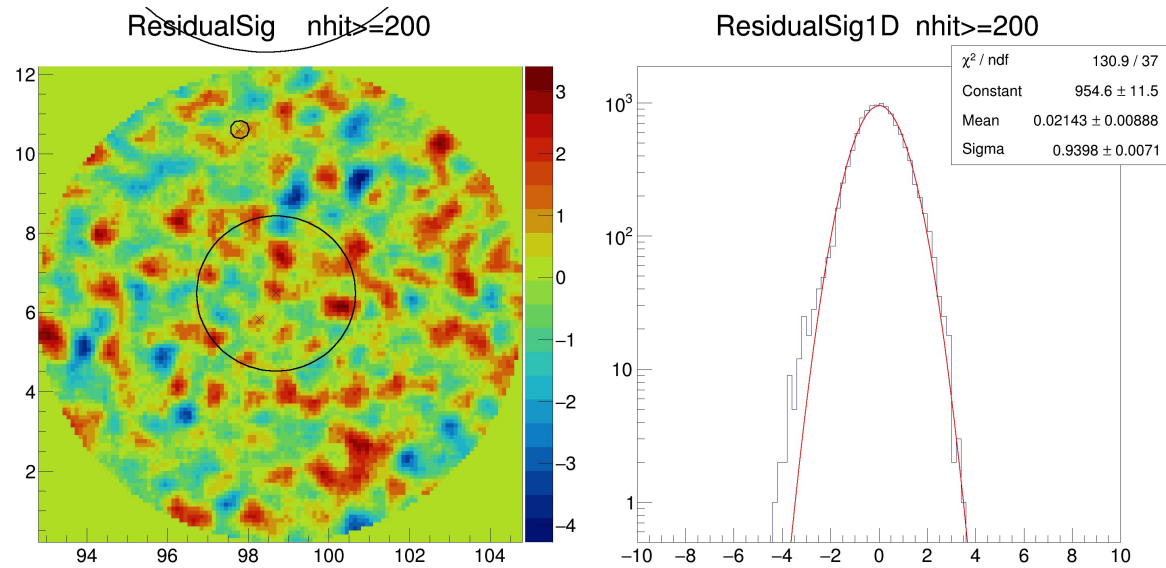 ResidualSig nhit>=200
12
10
8
6
4
2
94 96 98 100 102 104
3
2
1
0
−1
−2
−3
−4
ResidualSig1D nhit>=200
χ² / ndf 130.9 / 37
Constant 954.6 ± 11.5
Mean 0.02143 ± 0.00888
Sigma 0.9398 ± 0.0071
10³
10²
10
1
−10 −8 −6 −4 −2 0 2 4 6 8 10